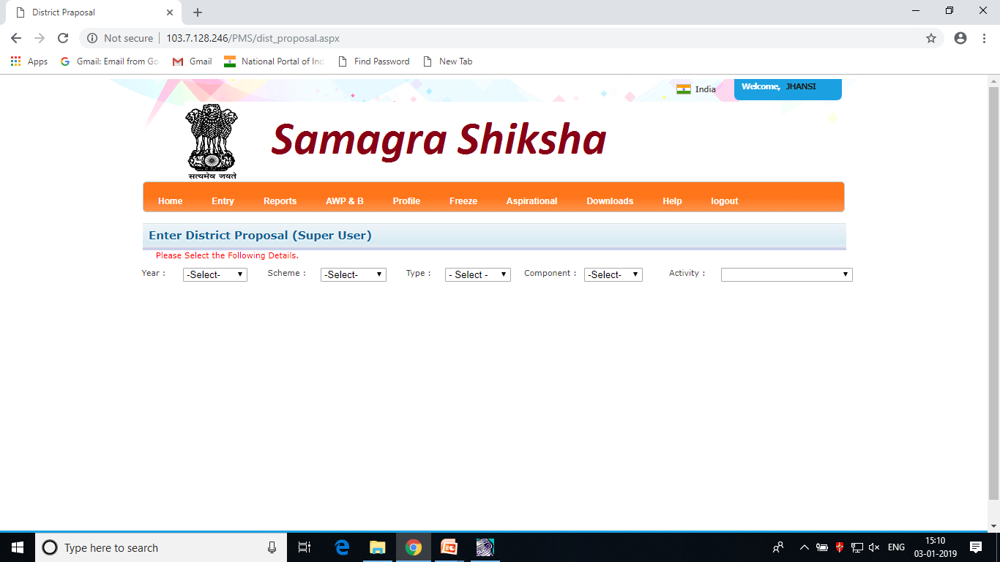 District Praposal
Not secure
103.7.128.246/PMS/dist_proposal.aspx
Apps
Gmail: Email from Go
Gmail
National Portal of Ind
Find Password
New Tab
India
Welcome, JHANSI
सत्यमेव जयते
Samagra Shiksha
Home Entry Reports AWP & B Profile Freeze Aspirational Downloads Help logout
Enter District Proposal (Super User)
Please Select the Following Details.
Year : -Select- Scheme : -Select- Type : - Select - Component : -Select- Activity :
Type here to search
ENG
15:10
03-01-2019